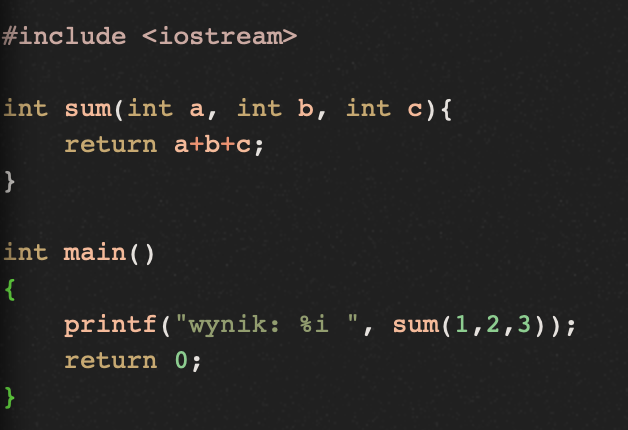 #include <iostream>
int sum(int a, int b, int c){
return a+b+c;
}
int main()
{
printf("wynik: %i ", sum(1,2,3));
return 0;
}